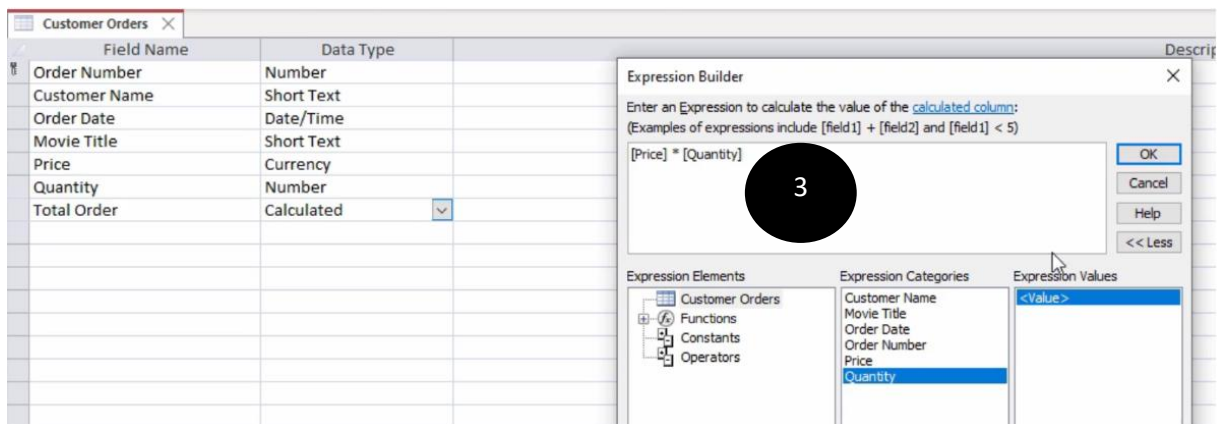 Customer Orders
Field Name Data Type Descrip
Order Number Number
Customer Name Short Text
Order Date Date/Time
Movie Title Short Text
Price Currency
Quantity Number
Total Order Calculated
Expression Builder
Enter an Expression to calculate the value of the calculated column:
(Examples of expressions include [field1] + [field2] and [field1] < 5)
[Price] * [Quantity]
3
OK
Cancel
Help
<< Less
Expression Elements
Customer Orders
Functions
Constants
Operators
Expression Categories
Customer Name
Movie Title
Order Date
Order Number
Price
Quantity
Expression Values
<Value>